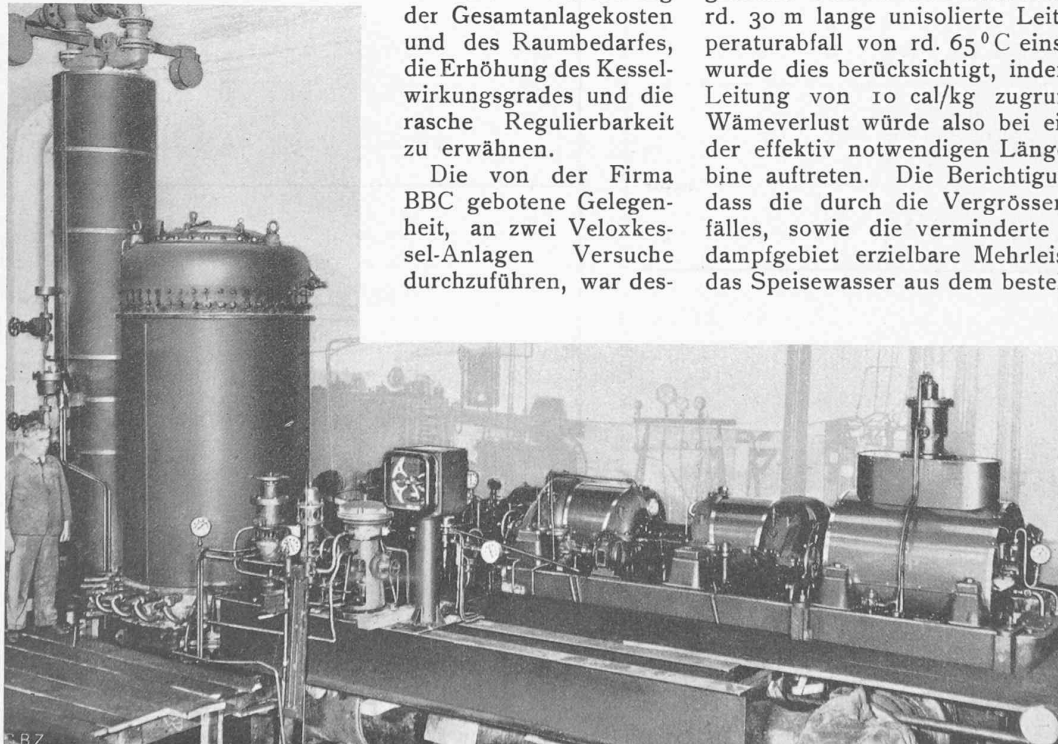 der Gesamtanlagekosten
und des Raumbedarfes,
die Erhöhung des Kessel-
wirkungsgrades und die
rasche Regulierbarkeit
zu erwähnen.
Die von der Firma
BBC gebotene Gelegen-
heit, an zwei Veloxkes-
sel-Anlagen Versuche
durchzuführen, war des-
rd. 30 m lange unisolierte Leit
peraturabfall von rd. 65⁰ C eins
wurde dies berücksichtigt, inde
Leitung von 10 cal/kg zugru
Wämeverlust würde also bei ei
der effektiv notwendigen Läng
bine auftreten. Die Berichtigu
dass die durch die Vergrösser
fälles, sowie die verminderte
dampfgebiet erzielbare Mehrleis
das Speisewasser aus dem beste
S.B.Z.